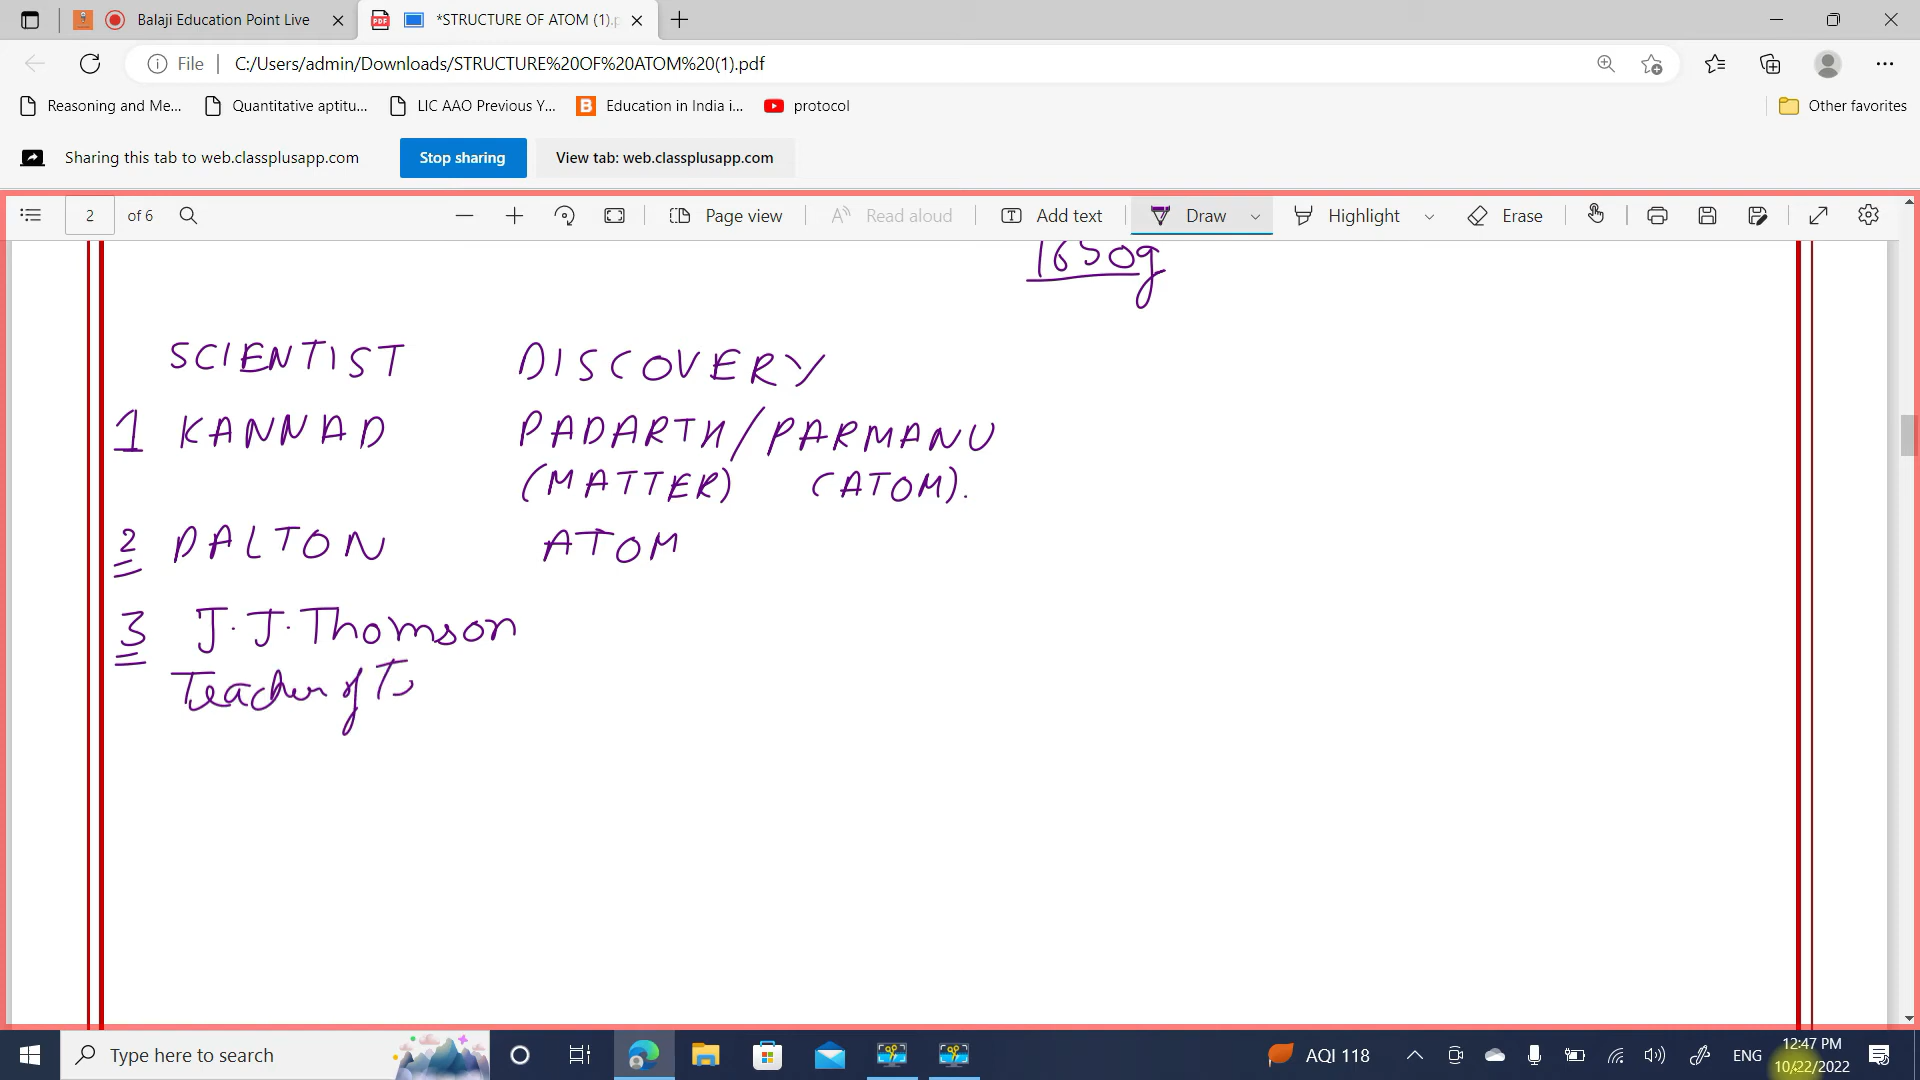 Balaji Education Point Live
*STRUCTURE OF ATOM (1).p
File
C:/Users/admin/Downloads/STRUCTURE%20OF%20ATOM%20(1).pdf
Reasoning and Me...
Quantitative aptitu...
LIC AAO Previous Y...
Education in India i...
protocol
Other favorites
Sharing this tab to web.classplusapp.com
Stop sharing
View tab: web.classplusapp.com
2 of 6
Page view
Read aloud
Add text
Draw
Highlight
Erase
1650g
SCIENTIST DISCOVERY
1 KANNAD PADARTH/PARMANU
(MATTER) (ATOM).
2 DALTON ATOM
3 J.J.Thomson
Teacher of
Type here to search
AQI 118
ENG
12:47 PM
10/22/2022